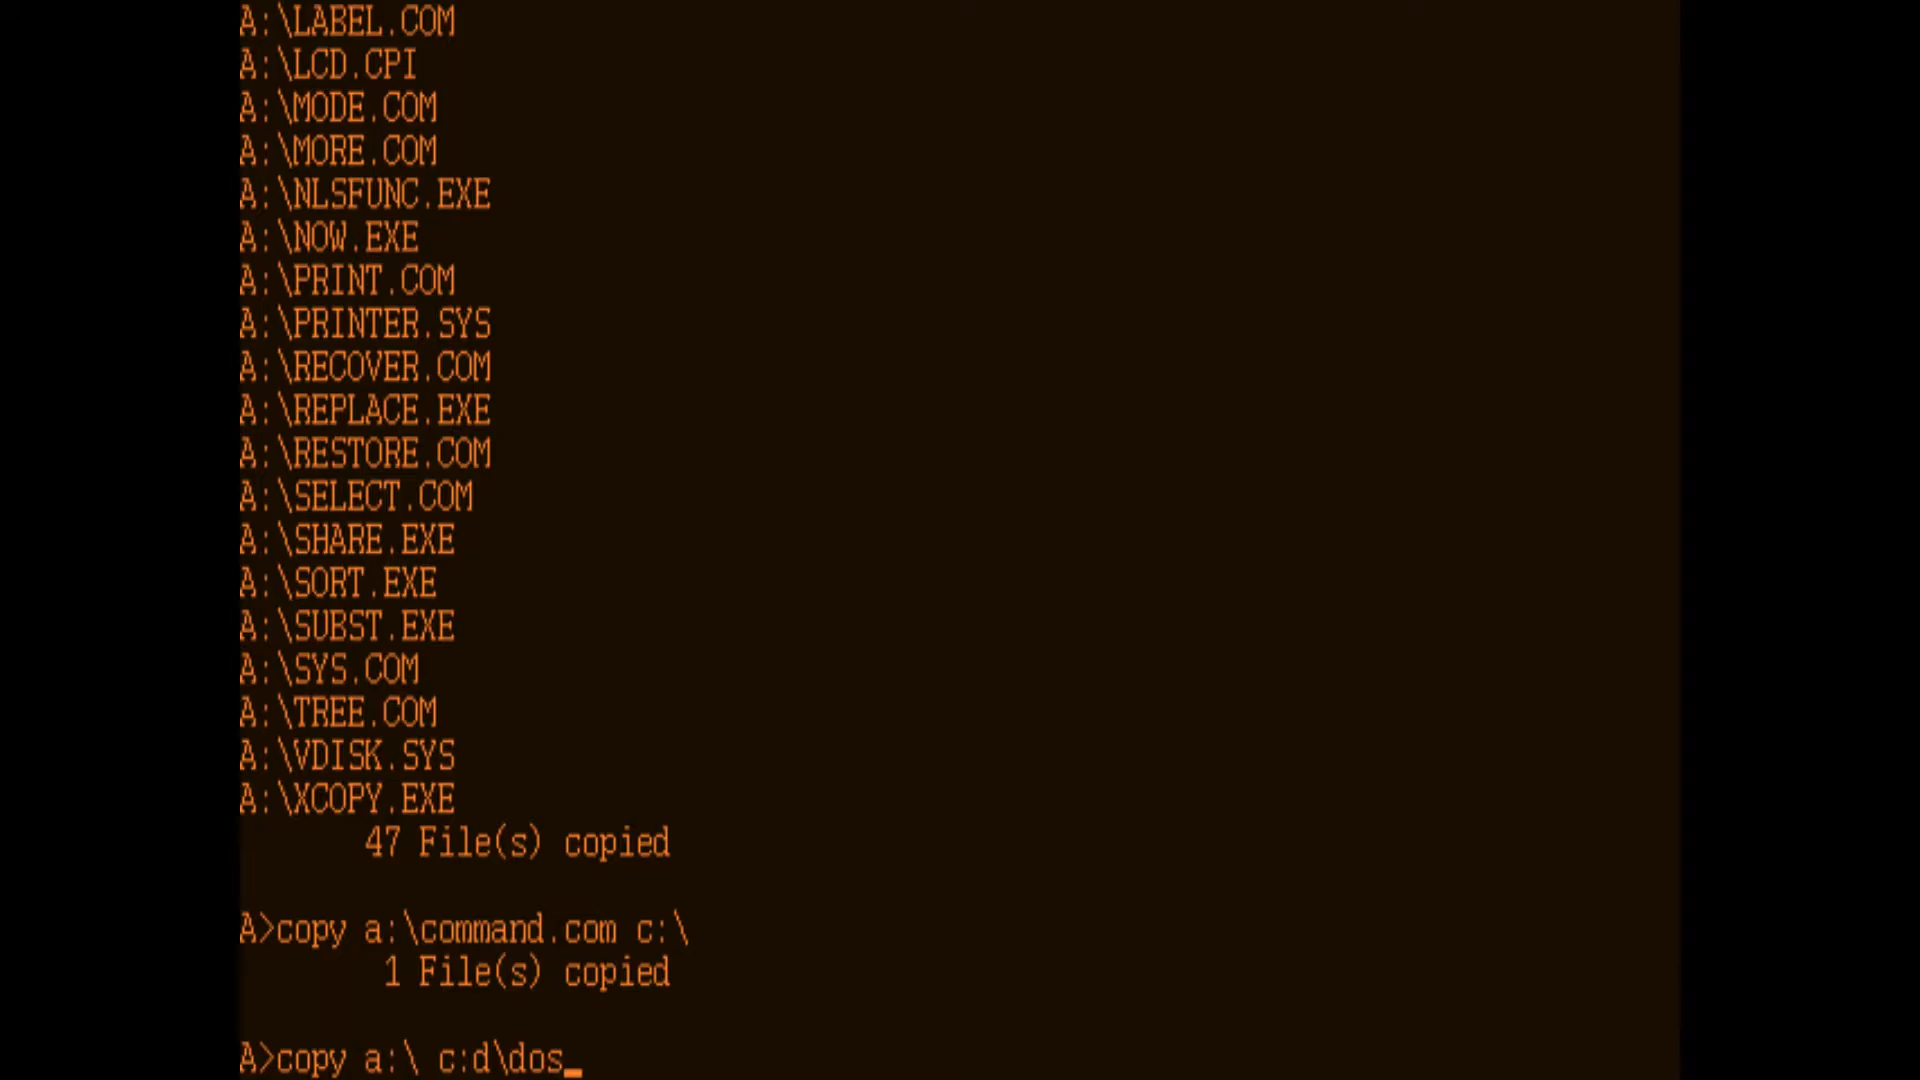 A:\LABEL.COM
A:\LCD.CPI
A:\MODE.COM
A:\MORE.COM
A:\NLSFUNC.EXE
A:\NOW.EXE
A:\PRINT.COM
A:\PRINTER.SYS
A:\RECOVER.COM
A:\REPLACE.EXE
A:\RESTORE.COM
A:\SELECT.COM
A:\SHARE.EXE
A:\SORT.EXE
A:\SUBST.EXE
A:\SYS.COM
A:\TREE.COM
A:\VDISK.SYS
A:\XCOPY.EXE
47 File(s) copied
A>copy a:\command.com c:\
1 File(s) copied
A>copy a:\ c:d\dos_